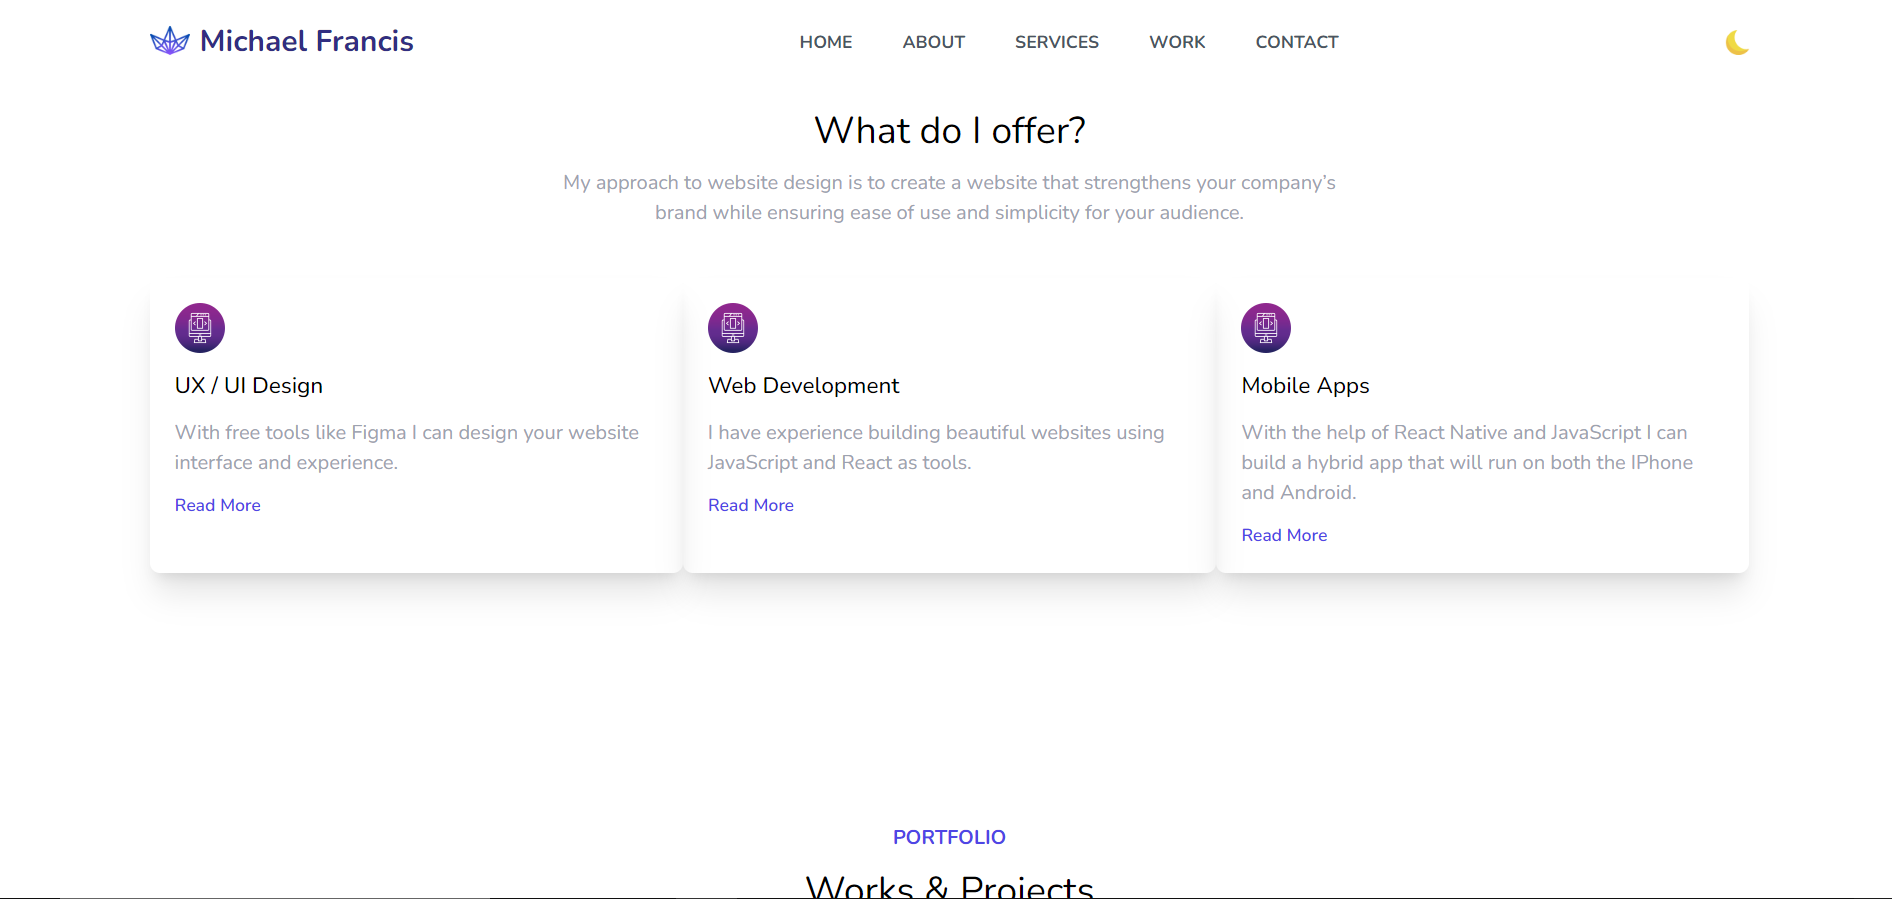 Michael Francis
HOME ABOUT SERVICES WORK CONTACT
What do I offer?
My approach to website design is to create a website that strengthens your company’s
brand while ensuring ease of use and simplicity for your audience.
UX / UI Design
With free tools like Figma I can design your website
interface and experience.
Read More
Web Development
I have experience building beautiful websites using
JavaScript and React as tools.
Read More
Mobile Apps
With the help of React Native and JavaScript I can
build a hybrid app that will run on both the IPhone
and Android.
Read More
PORTFOLIO
Works & Projects